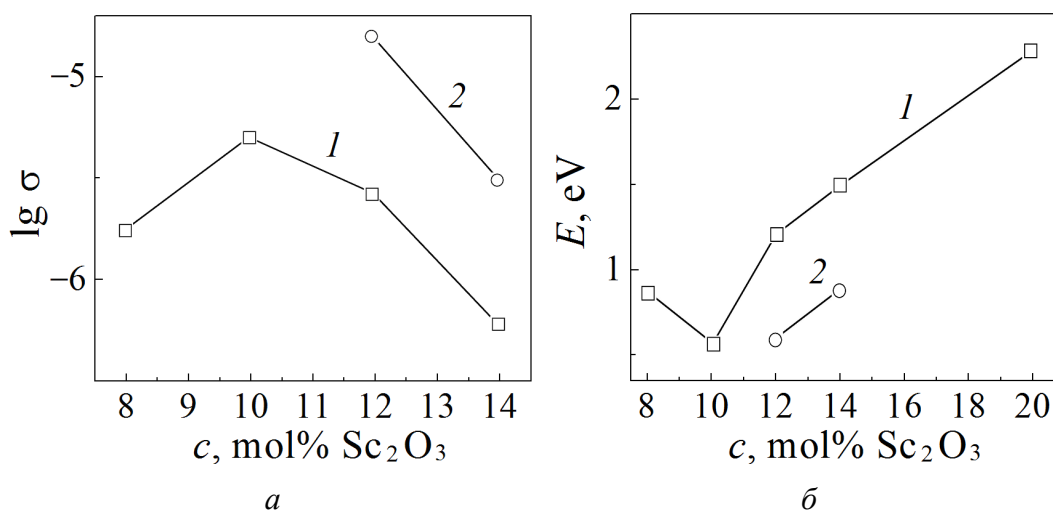 lg σ
−5
−6
1
2
8 9 10 11 12 13 14
c, mol% Sc₂O₃
а
E, eV
2
1
1
2
8 10 12 14 16 18 20
c, mol% Sc₂O₃
б